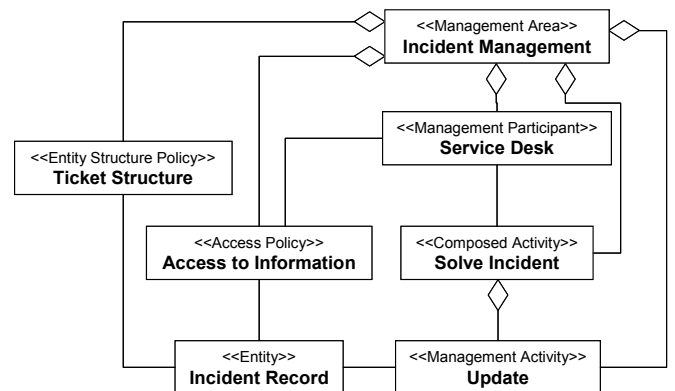 <<Management Area>>
Incident Management
<<Management Participant>>
Service Desk
<<Entity Structure Policy>>
Ticket Structure
<<Access Policy>>
Access to Information
<<Composed Activity>>
Solve Incident
<<Entity>>
Incident Record
<<Management Activity>>
Update